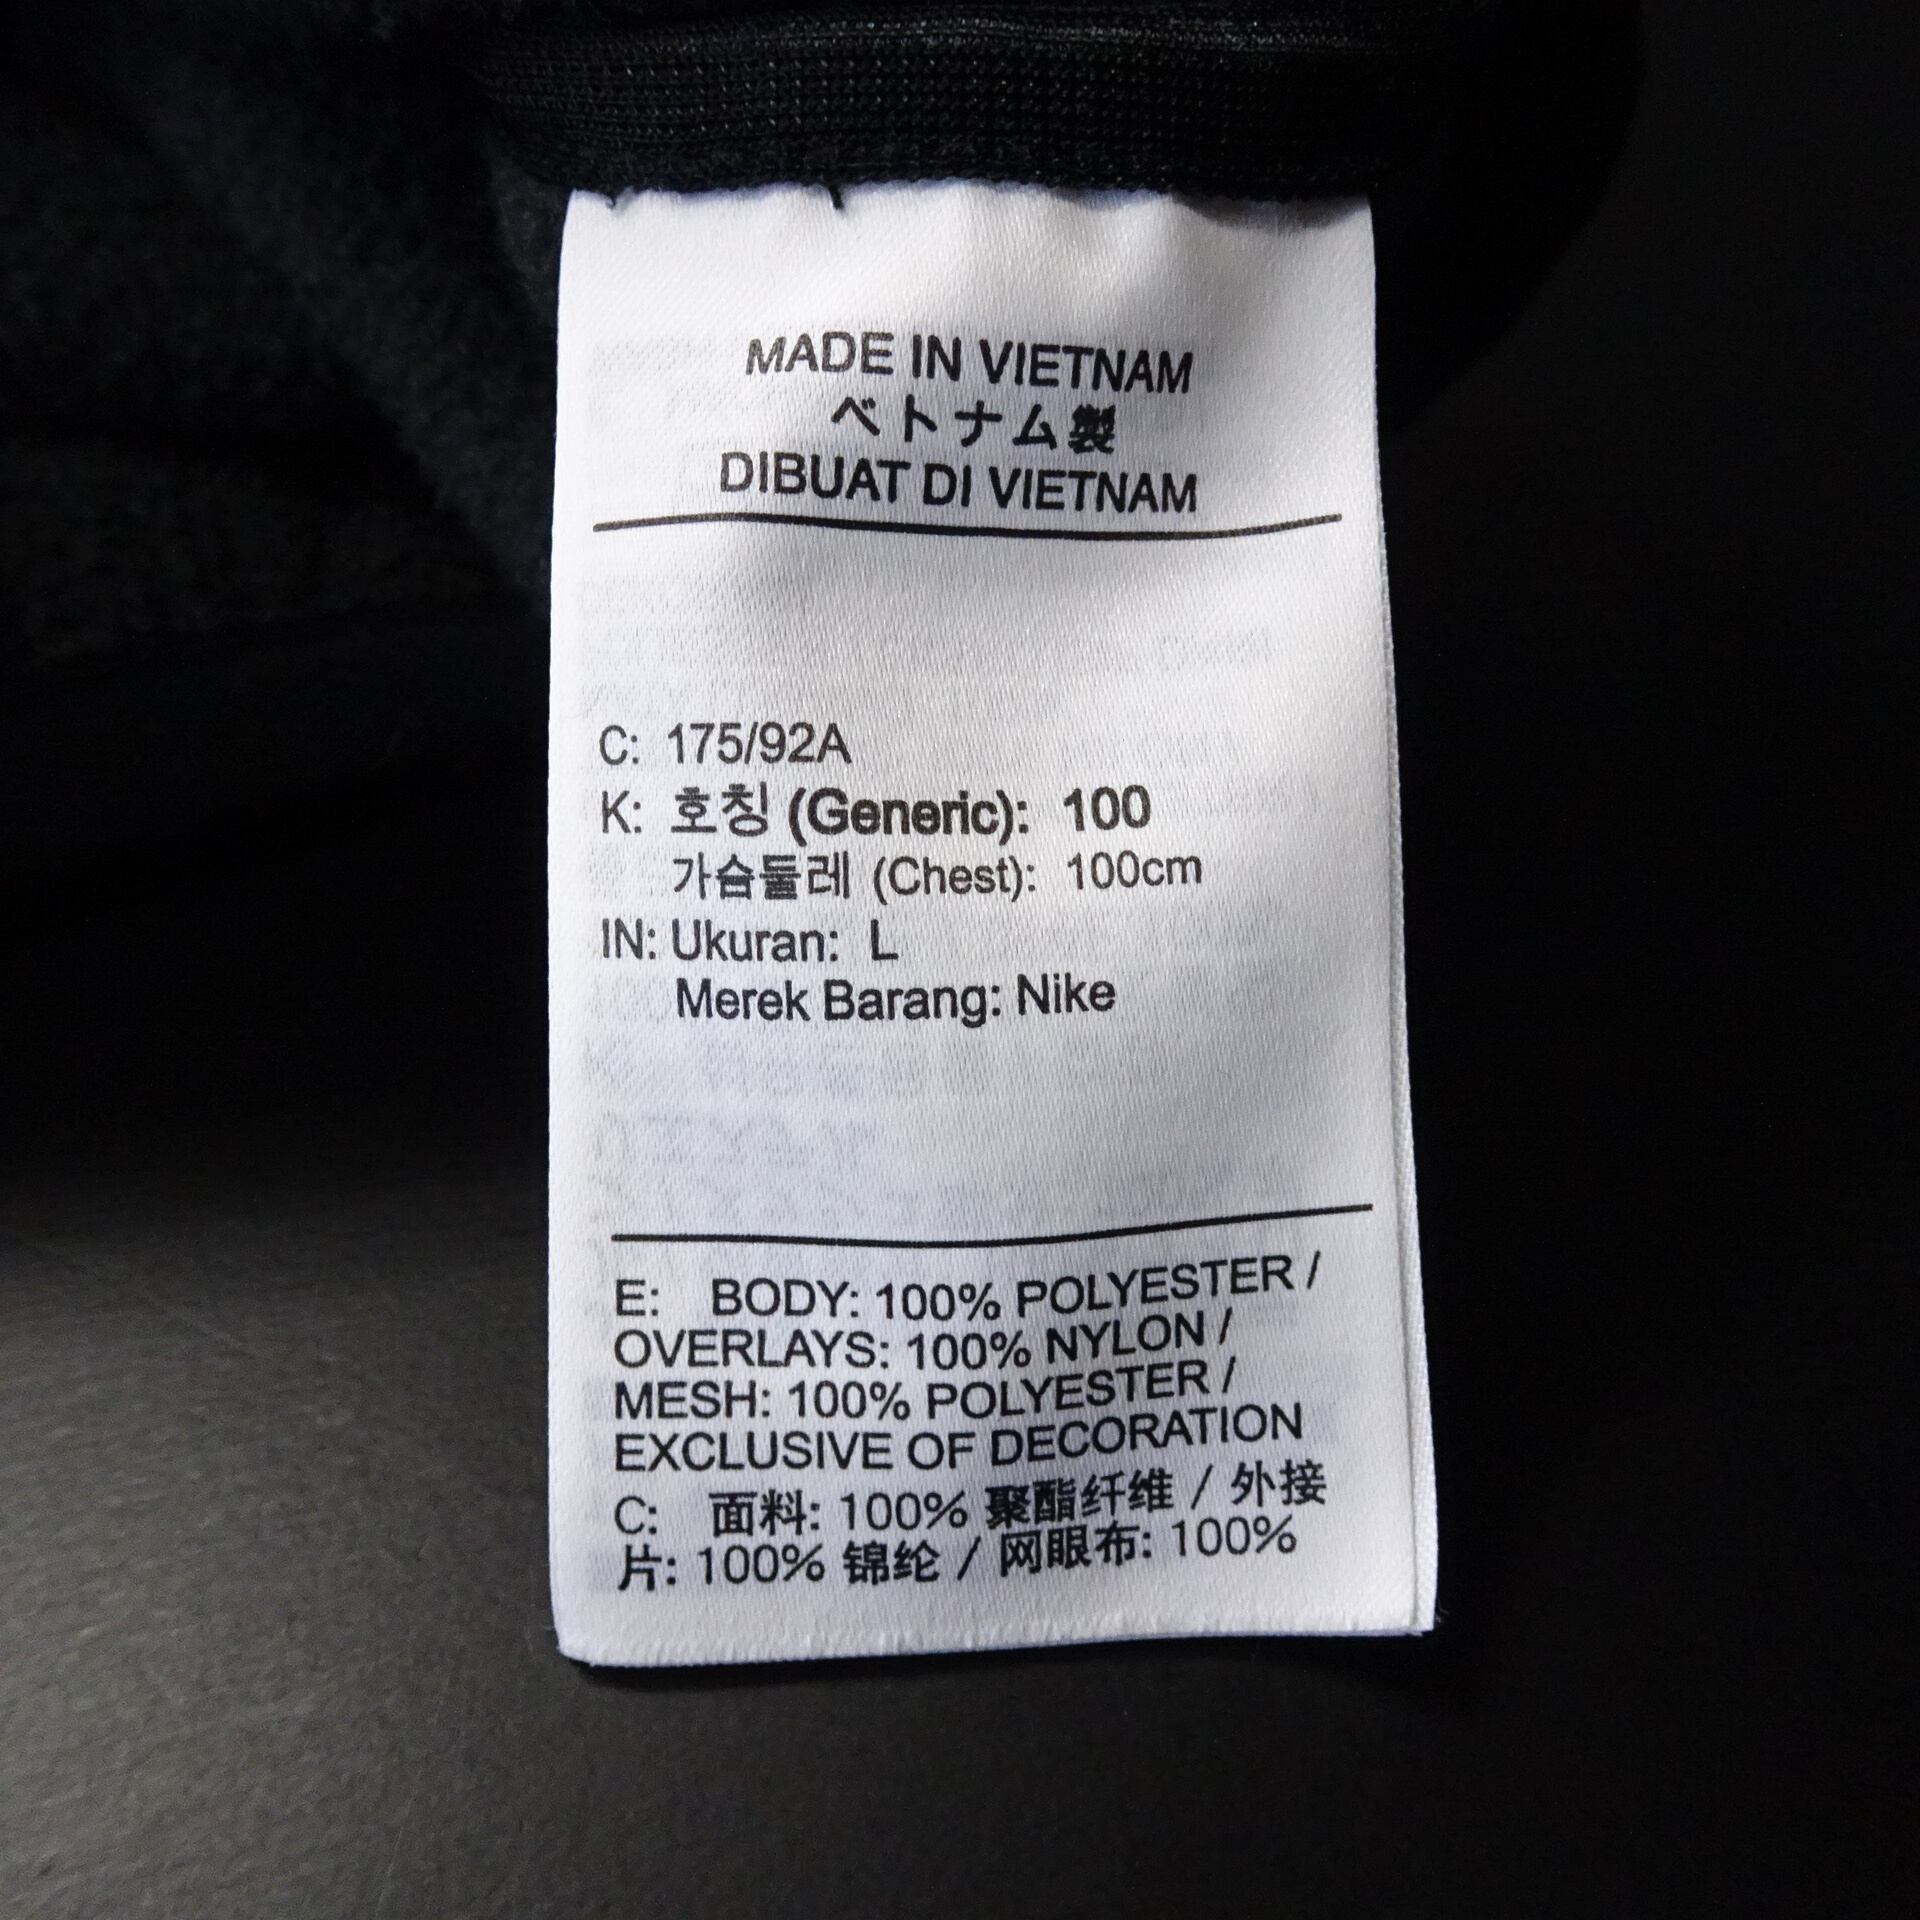 MADE IN VIETNAM
ベトナム製
DIBUAT DI VIETNAM
C: 175/92A
K: 호칭 (Generic): 100
가슴둘레 (Chest): 100cm
IN: Ukuran: L
Merek Barang: Nike
E: BODY: 100% POLYESTER /
OVERLAYS: 100% NYLON /
MESH: 100% POLYESTER /
EXCLUSIVE OF DECORATION
C: 面料: 100% 聚酯纤维 / 外接
片: 100% 锦纶 / 网眼布: 100%